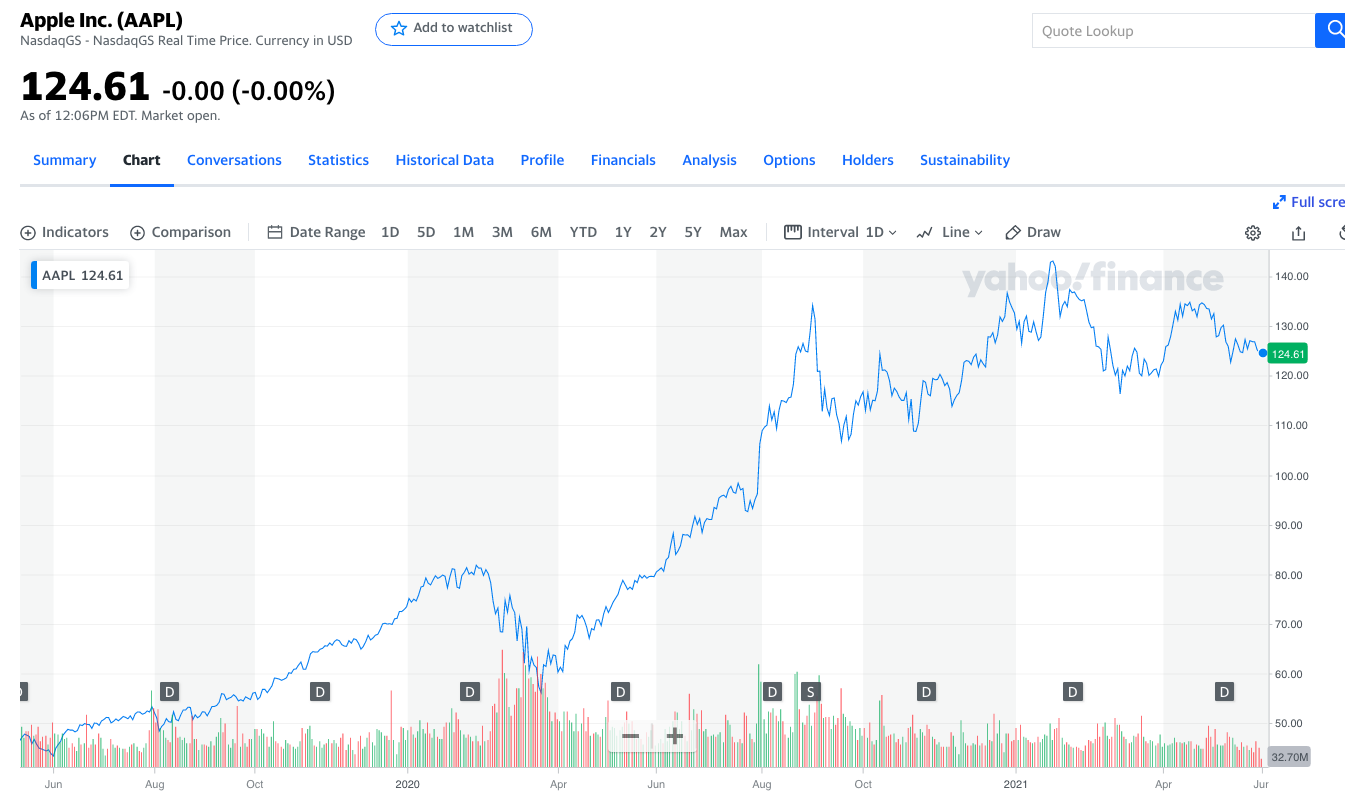 Apple Inc. (AAPL)
NasdaqGS - NasdaqGS Real Time Price. Currency in USD
Add to watchlist
Quote Lookup
124.61 -0.00 (-0.00%)
As of 12:06PM EDT. Market open.
Summary Chart Conversations Statistics Historical Data Profile Financials Analysis Options Holders Sustainability
Full scre
Indicators Comparison Date Range 1D 5D 1M 3M 6M YTD 1Y 2Y 5Y Max Interval 1D Line Draw
AAPL 124.61
yahoo!finance
140.00
130.00
124.61
120.00
110.00
100.00
90.00
80.00
70.00
60.00
D D D D D S D D D
50.00
32.70M
Jun Aug Oct 2020 Apr Jun Aug Oct 2021 Apr Jur